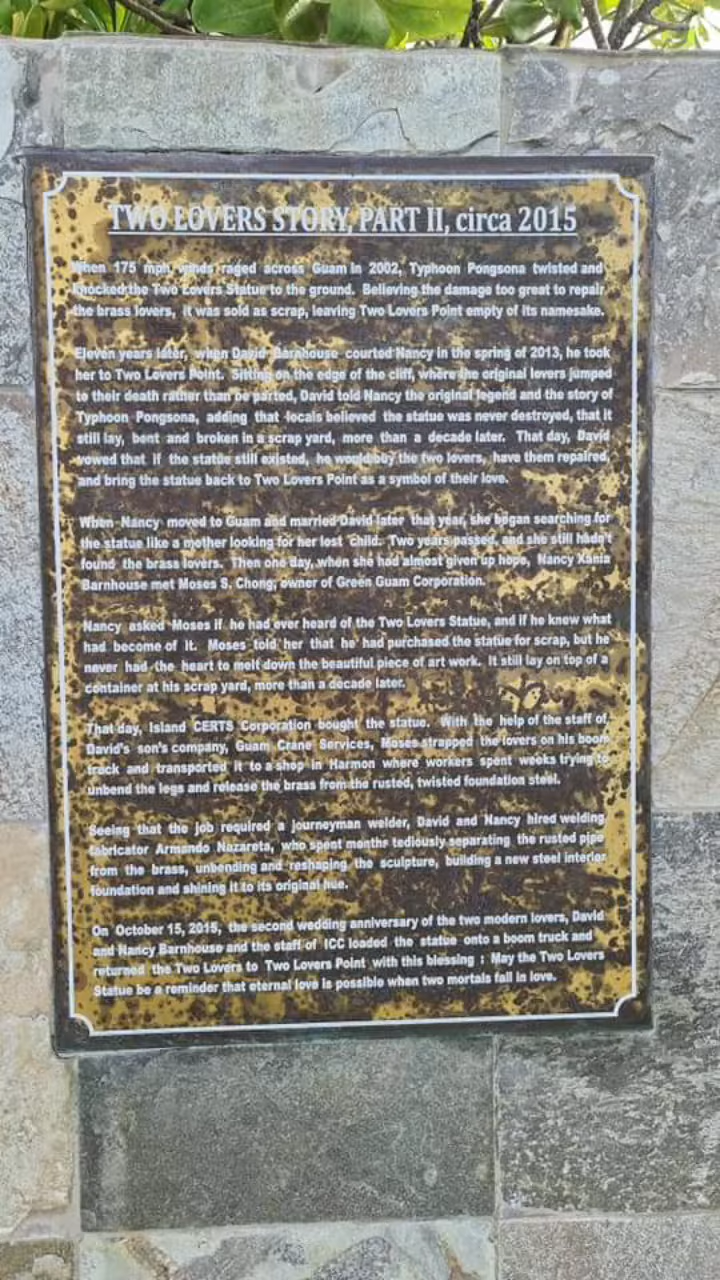 TWO LOVERS STORY, PART II, circa 2015
When 175 mph winds raged across Guam in 2002, Typhoon Pongsona twisted and
knocked the Two Lovers Statue to the ground. Believing the damage too great to repair
the brass lovers, it was sold as scrap, leaving Two Lovers Point empty of its namesake.
Eleven years later, when David Barnhouse courted Nancy in the spring of 2013, he took
her to Two Lovers Point. Sitting on the edge of the cliff, where the original lovers jumped
to their death rather than be parted, David told Nancy the original legend and the story of
Typhoon Pongsona, adding that locals believed the statue was never destroyed, that it
still lay, bent and broken in a scrap yard, more than a decade later. That day, David
vowed that if the statue still existed, he would buy the two lovers, have them repaired,
and bring the statue back to Two Lovers Point as a symbol of their love.
When Nancy moved to Guam and married David later that year, she began searching for
the statue like a mother looking for her lost child. Two years passed, and she still hadn't
found the brass lovers. Then one day, when she had almost given up hope, Nancy Xania
Barnhouse met Moses S. Chong, owner of Green Guam Corporation.
Nancy asked Moses if he had ever heard of the Two Lovers Statue, and if he knew what
had become of it. Moses told her that he had purchased the statue for scrap, but he
never had the heart to melt down the beautiful piece of art work. It still lay on top of a
container at his scrap yard, more than a decade later.
That day, Island CERTS Corporation bought the statue. With the help of the staff of
David's son's company, Guam Crane Services, Moses strapped the lovers on his boom
truck and transported it to a shop in Harmon where workers spent weeks trying to
unbend the legs and release the brass from the rusted, twisted foundation steel.
Seeing that the job required a journeyman welder, David and Nancy hired welding
fabricator Armando Nazareta, who spent months tediously separating the rusted pipe
from the brass, unbending and reshaping the sculpture, building a new steel interior
foundation and shining it to its original hue.
On October 15, 2015, the second wedding anniversary of the two modern lovers, David
and Nancy Barnhouse and the staff of ICC loaded the statue onto a boom truck and
returned the Two Lovers to Two Lovers Point with this blessing : May the Two Lovers
Statue be a reminder that eternal love is possible when two mortals fall in love.